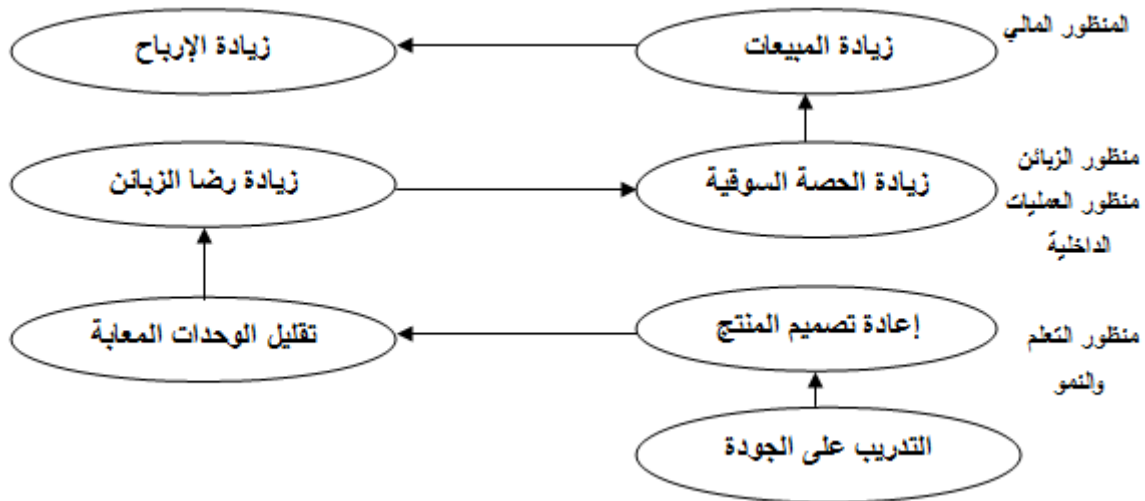 المنظور المالي
زيادة المبيعات
زيادة الإرباح
منظور الزبائن
زيادة الحصة السوقية
زيادة رضا الزبائن
منظور العمليات
الداخلية
إعادة تصميم المنتج
تقليل الوحدات المعابة
منظور التعلم
والنمو
التدريب على الجودة